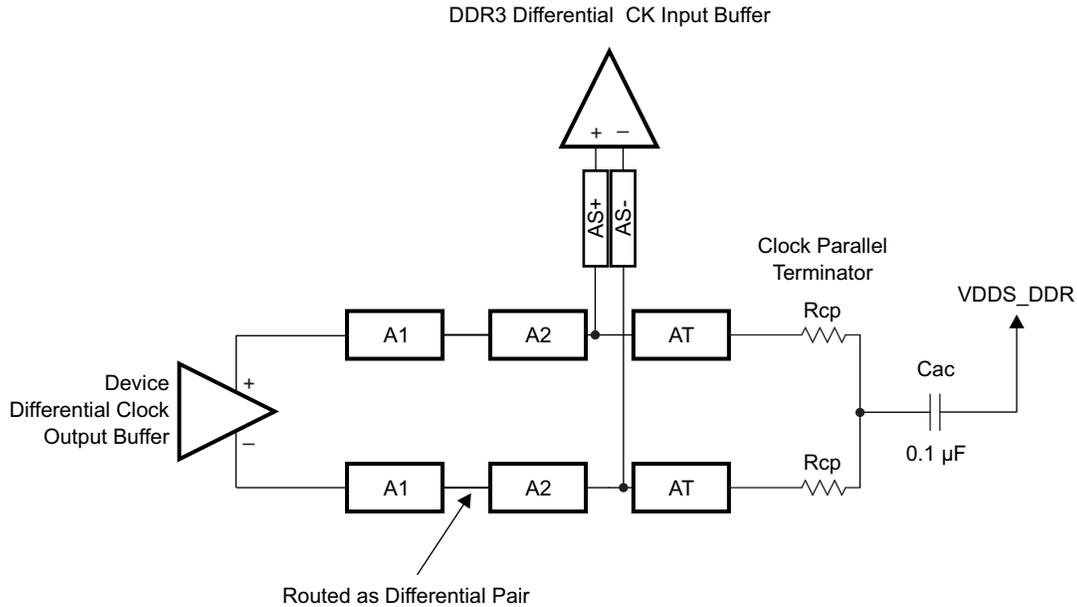 DDR3 Differential CK Input Buffer
+ –
AS+ AS-
Clock Parallel
Terminator
VDDS_DDR
Rcp
A1 A2 AT
Cac
Device
Differential Clock
Output Buffer
+
–
0.1 µF
Rcp
A1 A2 AT
Routed as Differential Pair